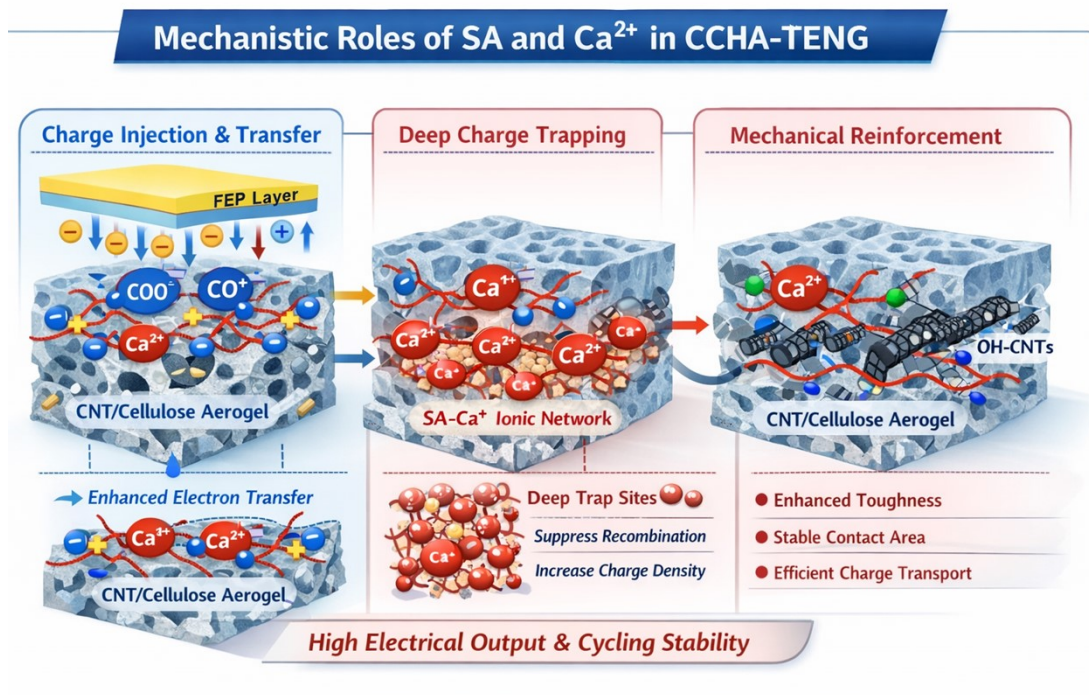 Mechanistic Roles of SA and Ca²⁺ in CCHA-TENG
Charge Injection & Transfer
FEP Layer
COO⁻
CO⁺
Ca²⁺
CNT/Cellulose Aerogel
Enhanced Electron Transfer
Ca¹⁺
Ca²⁺
CNT/Cellulose Aerogel
Deep Charge Trapping
Ca¹⁺
Ca²⁺
Ca²⁺
Ca²⁺
Ca⁺
Ca⁺
Ca⁺
SA-Ca⁺ Ionic Network
Deep Trap Sites
Suppress Recombination
Increase Charge Density
Ca⁺
Mechanical Reinforcement
Ca²⁺
OH-CNTs
CNT/Cellulose Aerogel
Enhanced Toughness
Stable Contact Area
Efficient Charge Transport
High Electrical Output & Cycling Stability